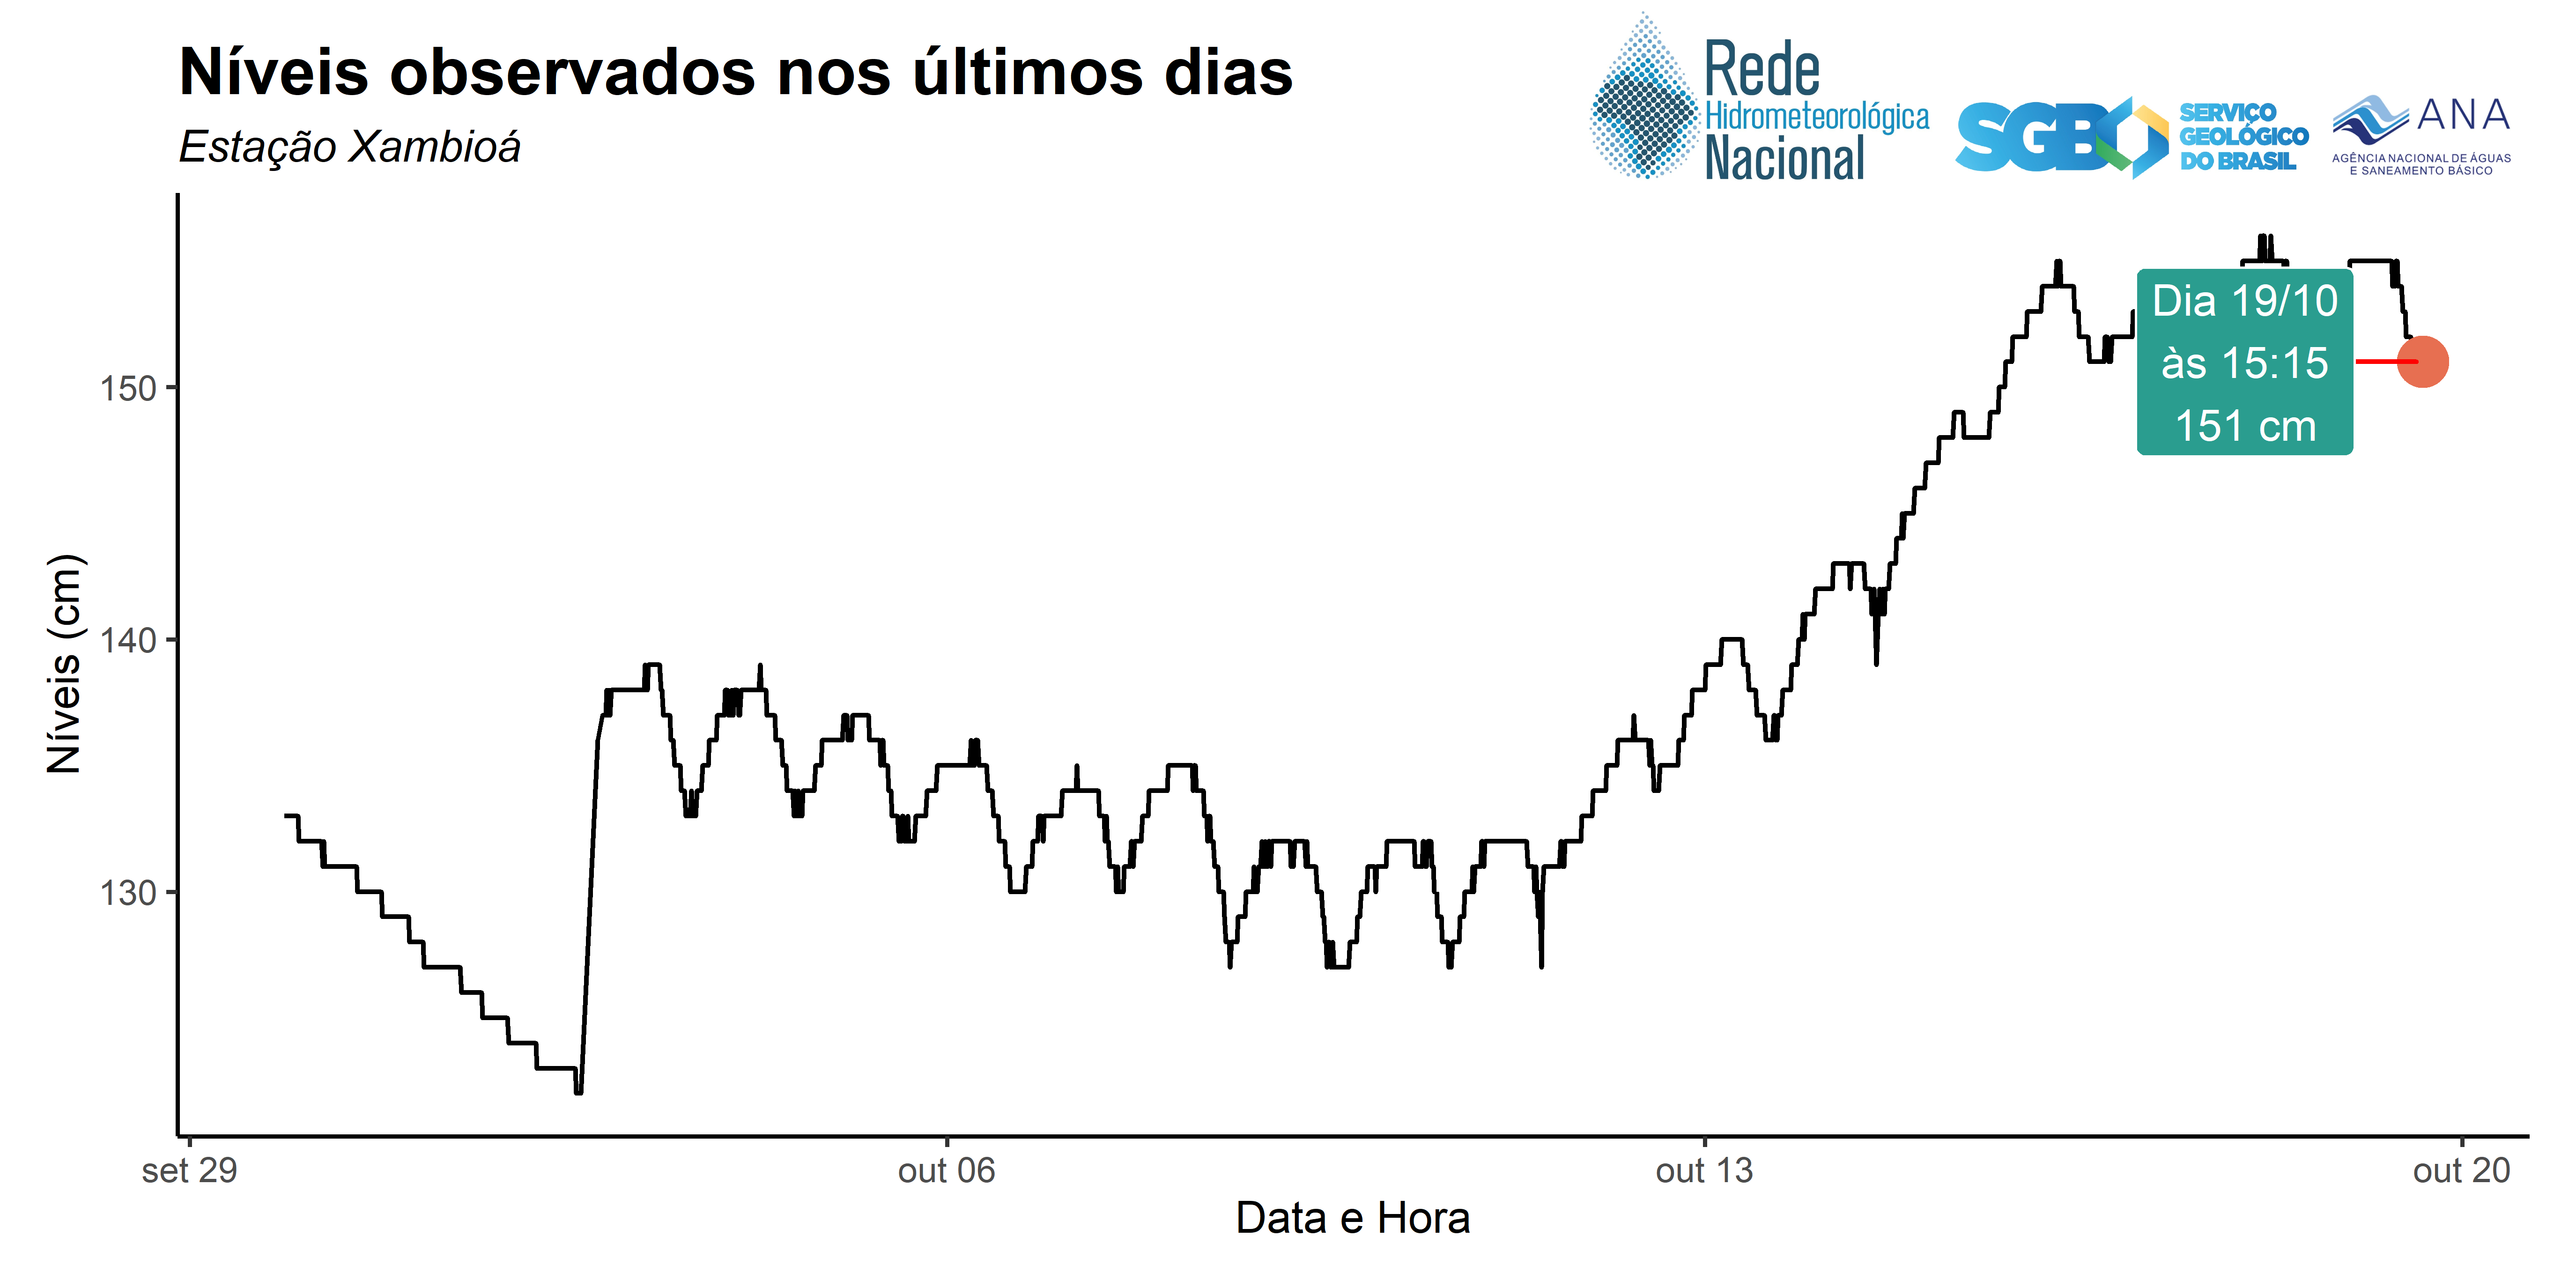 Níveis observados nos últimos dias
Estação Xambioá
Rede
Hidrometeorológica
Nacional
SGB
SERVIÇO
GEOLÓGICO
DO BRASIL
ANA
AGÊNCIA NACIONAL DE ÁGUAS
E SANEAMENTO BÁSICO
Dia 19/10
às 15:15
151 cm
Níveis (cm)
150
140
130
set 29
out 06
out 13
out 20
Data e Hora